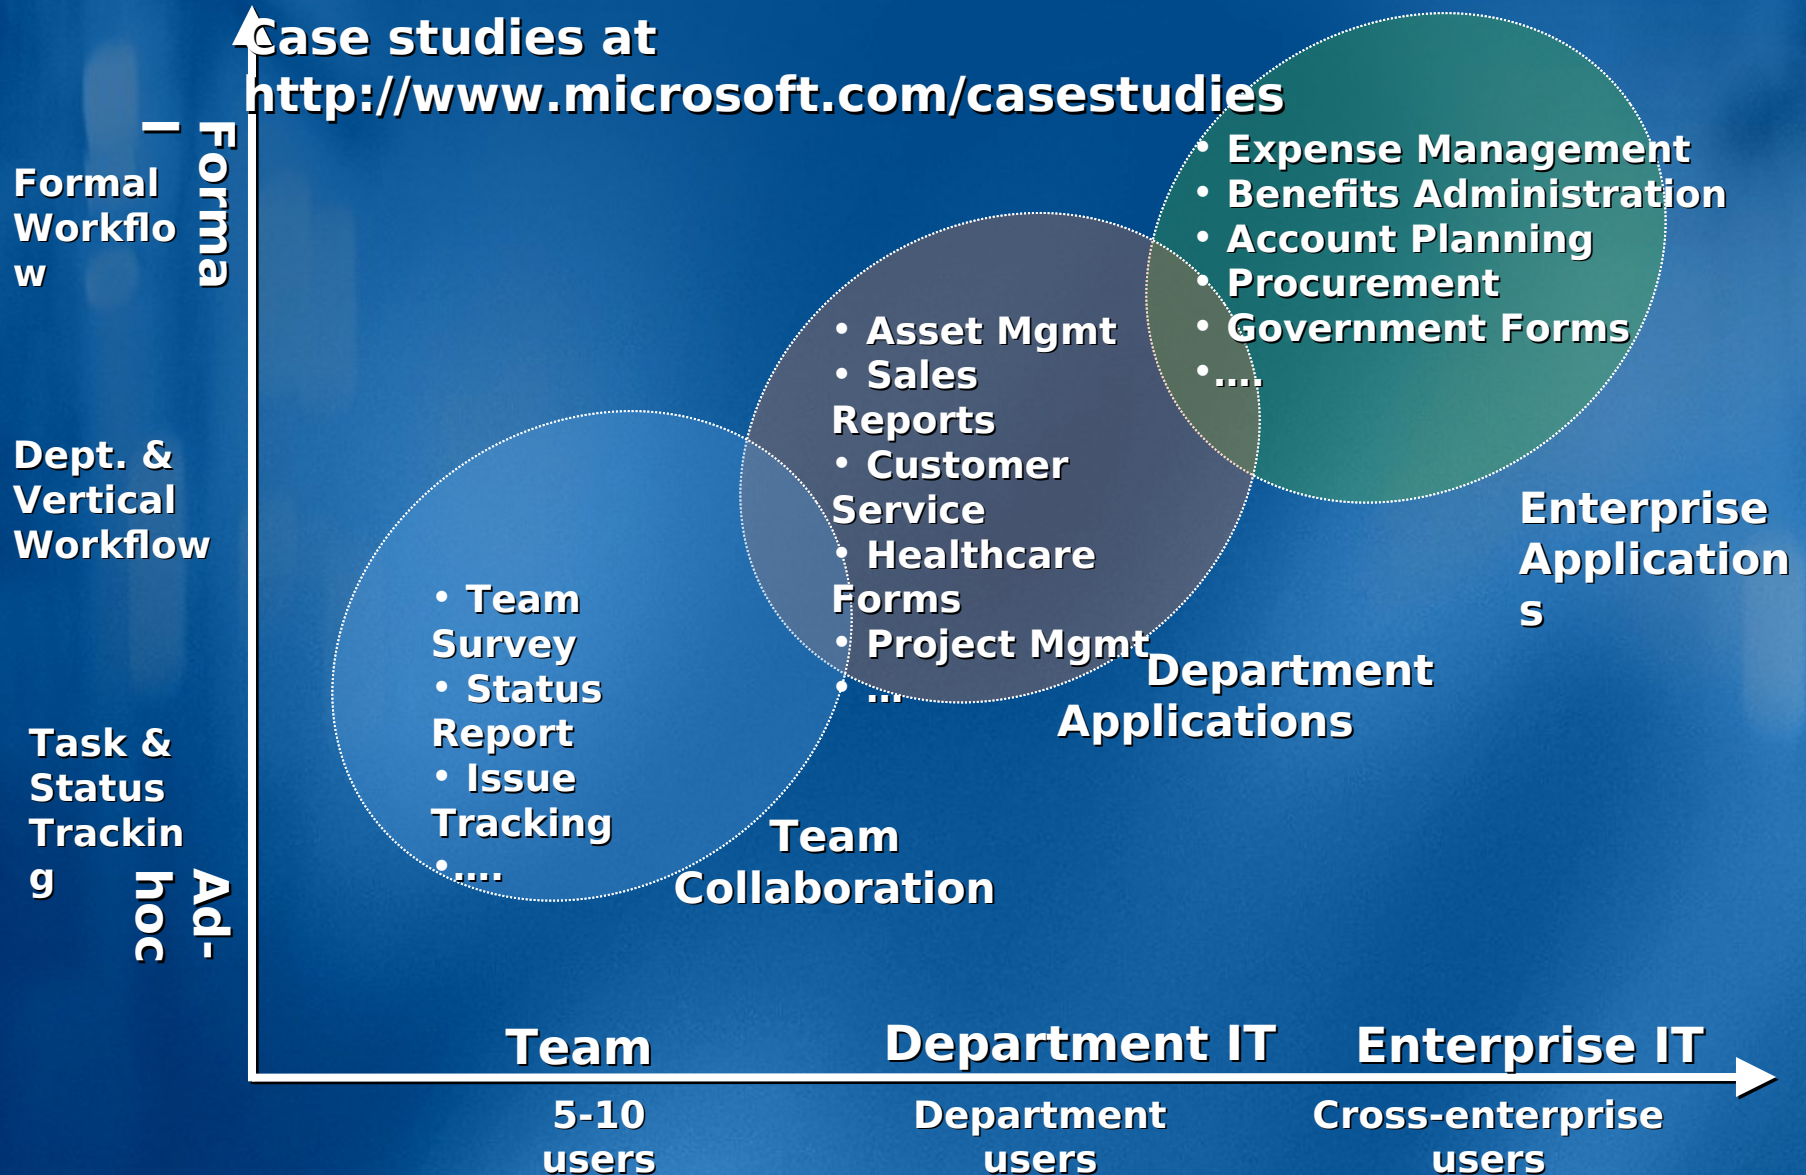 Case studies at
http://www.microsoft.com/casestudies
Forma
l
Formal
Workflo
w
Dept. &
Vertical
Workflow
Task &
Status
Trackin
g
Ad-
hoc
• Expense Management
• Benefits Administration
• Account Planning
• Procurement
• Government Forms
•….
Enterprise
Application
s
• Asset Mgmt
• Sales
Reports
• Customer
Service
• Healthcare
Forms
• Project Mgmt
• …
Department
Applications
• Team
Survey
• Status
Report
• Issue
Tracking
•….
Team
Collaboration
Team
Department IT
Enterprise IT
5-10
users
Department
users
Cross-enterprise
users